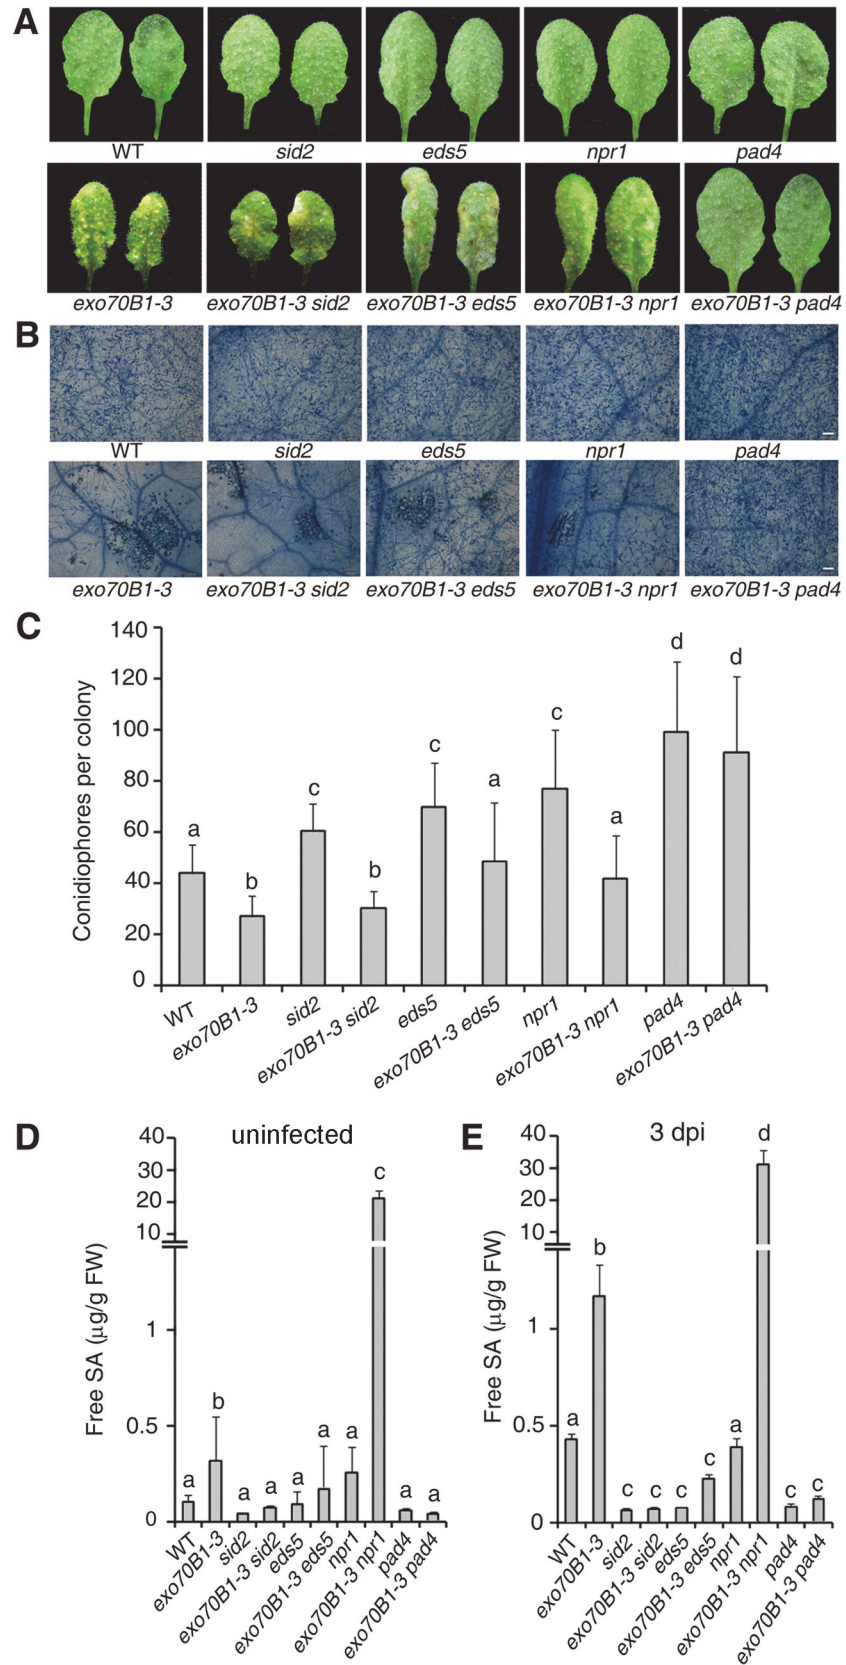 A
WT sid2 eds5 npr1 pad4
exo70B1-3 exo70B1-3 sid2 exo70B1-3 eds5 exo70B1-3 npr1 exo70B1-3 pad4
B
WT sid2 eds5 npr1 pad4
exo70B1-3 exo70B1-3 sid2 exo70B1-3 eds5 exo70B1-3 npr1 exo70B1-3 pad4
C
Conidiophores per colony
140
120
100
80
60
40
20
0
a b c b c a c a d d
WT exo70B1-3 sid2 exo70B1-3 sid2 eds5 exo70B1-3 eds5 npr1 exo70B1-3 npr1 pad4 exo70B1-3 pad4
D
uninfected
Free SA (µg/g FW)
40
30
20
10
1
0.5
0
a b a a a a a c a a
WT exo70B1-3 sid2 exo70B1-3 sid2 eds5 exo70B1-3 eds5 npr1 exo70B1-3 npr1 pad4 exo70B1-3 pad4
E
3 dpi
Free SA (µg/g FW)
40
30
20
10
1
0.5
0
a b c c c c a d c c
WT exo70B1-3 sid2 exo70B1-3 sid2 eds5 exo70B1-3 eds5 npr1 exo70B1-3 npr1 pad4 exo70B1-3 pad4